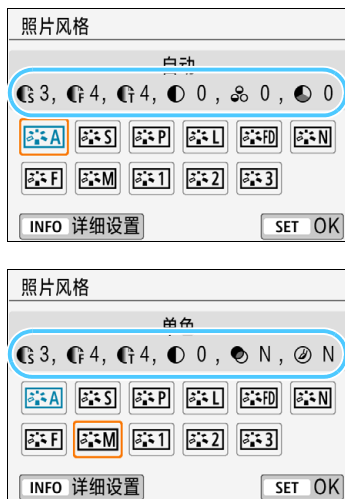 照片风格
自动
S 3, F 4, T 4, 0, 0, 0
A S P L FD N
F M 1 2 3
INFO 详细设置 SET OK
照片风格
单色
S 3, F 4, T 4, 0, N, N
A S P L FD N
F M 1 2 3
INFO 详细设置 SET OK